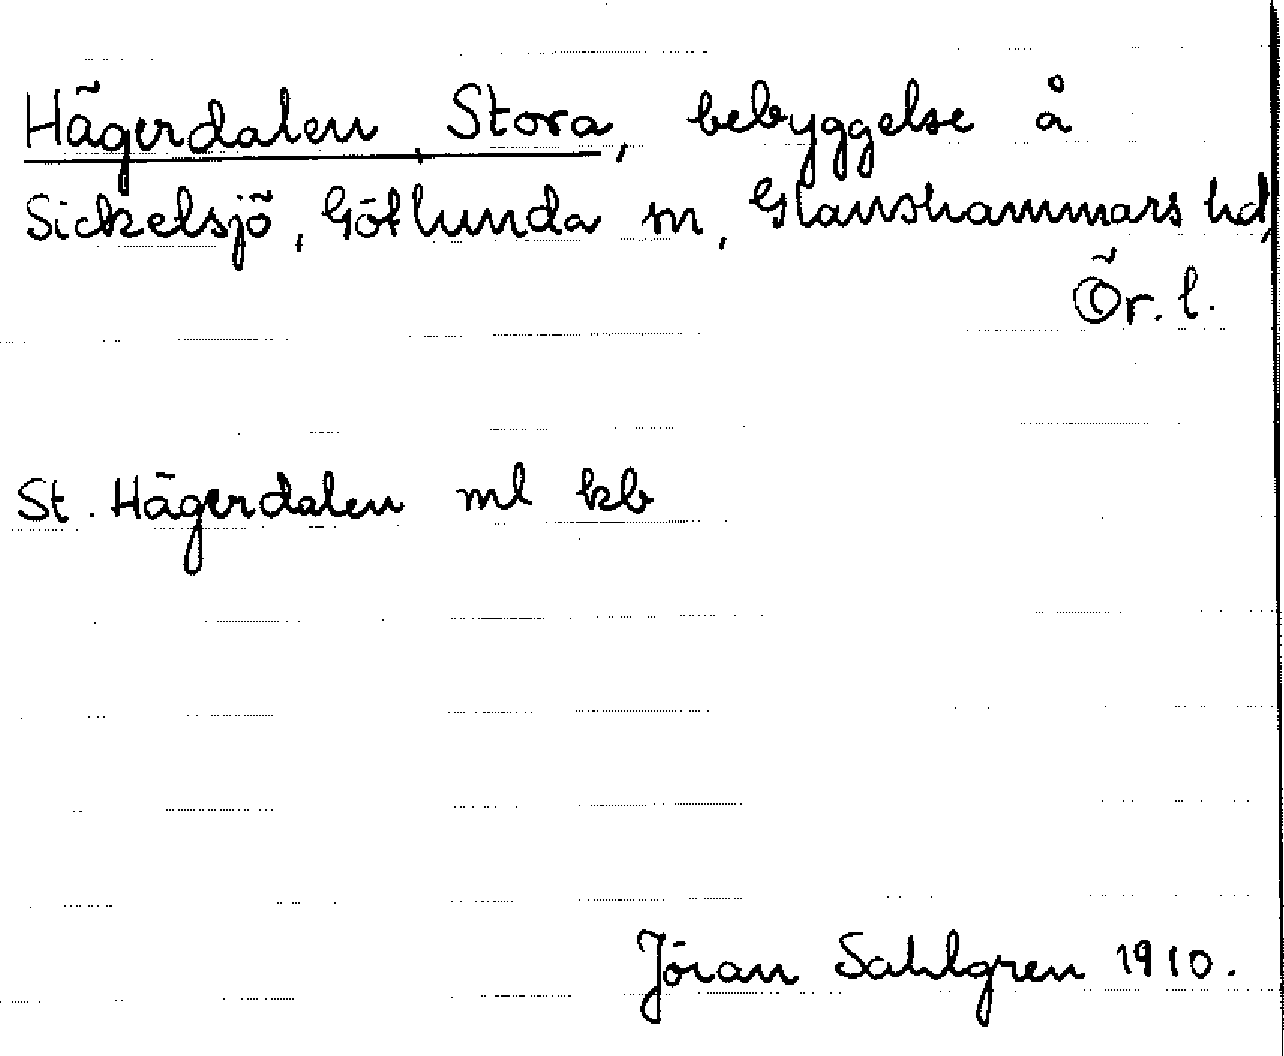 Hägerdalen, Stora, bebyggelse å
Sickelsjö, Götlunda sn, Glanshammars hd,
Ör. l.
St. Hägerdalen ml kb
Jöran Sahlgren 1910.